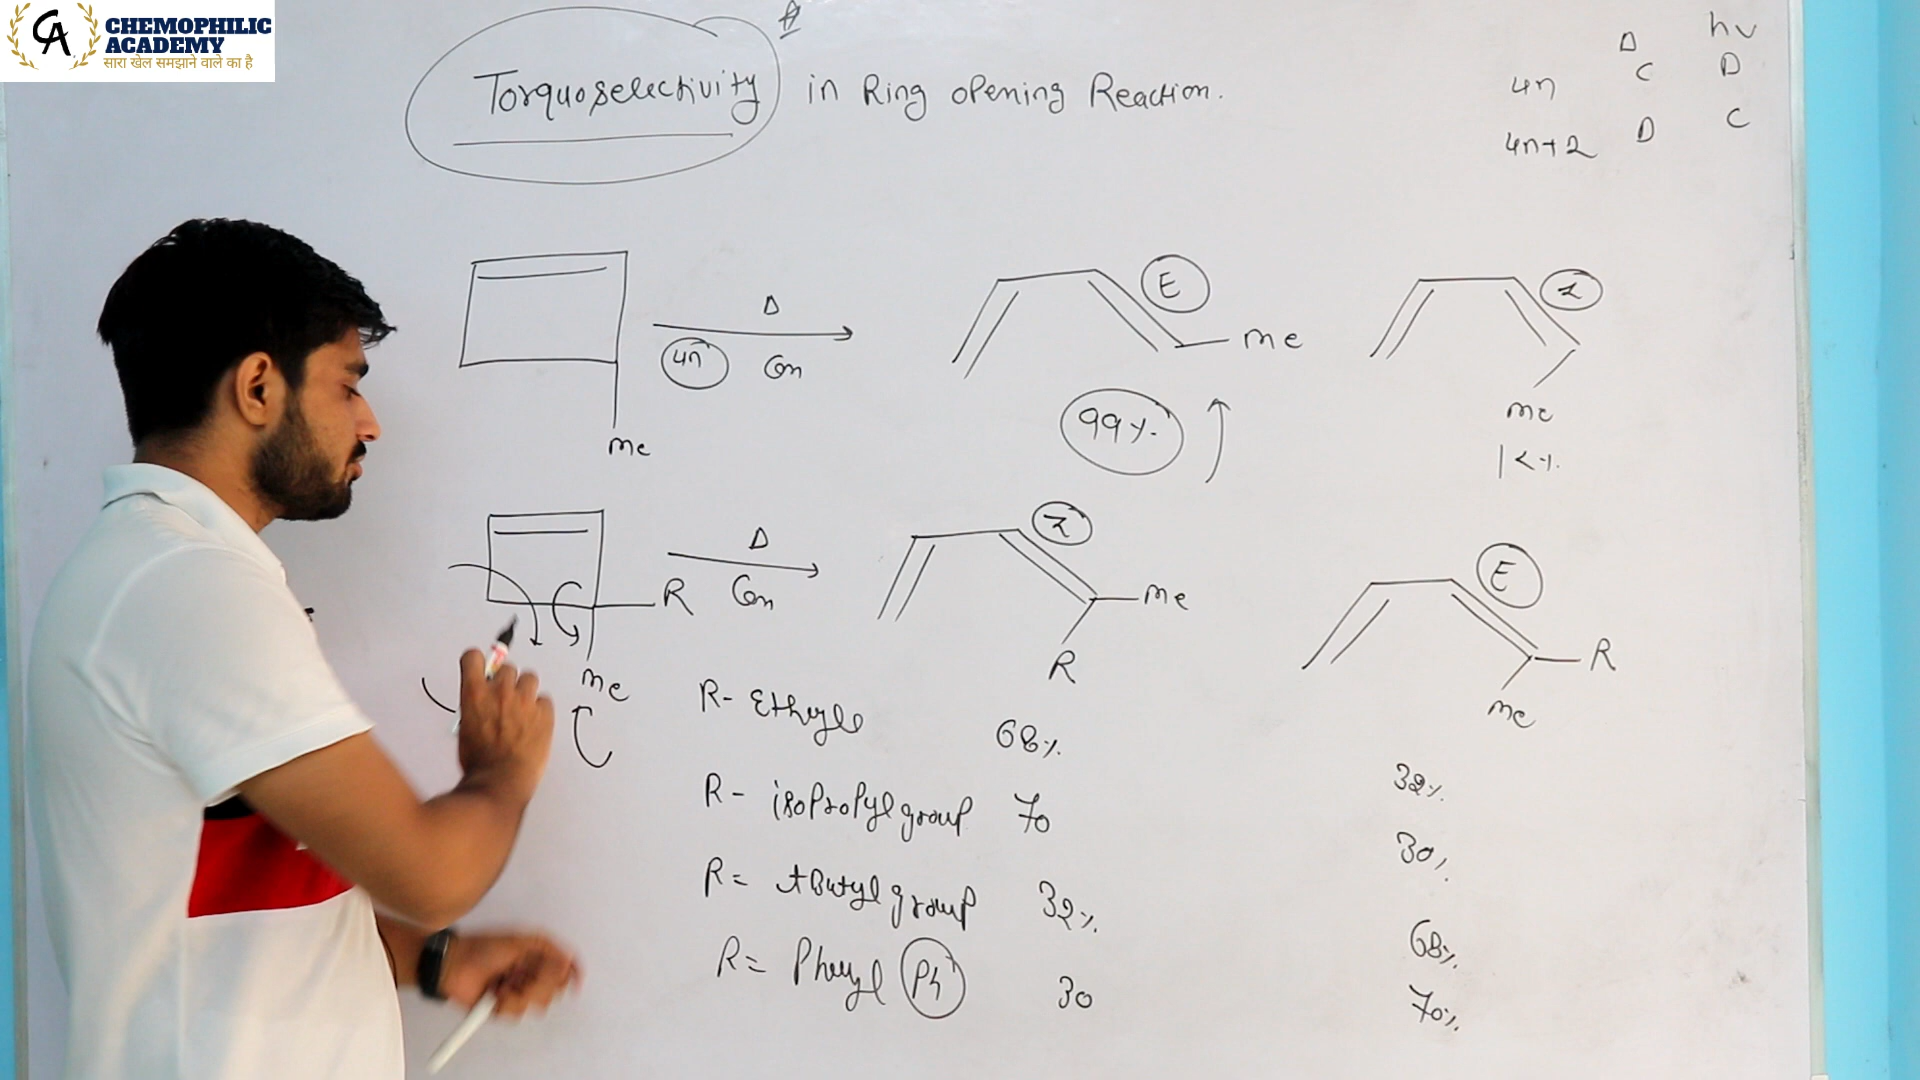 CA CHEMOPHILIC
ACADEMY
सारा खेल समझाने वाले का है
Torquoselectivity in Ring opening Reaction.
Δ hν
4n C D
4n+2 D C
Δ
4n Con
Me
E
Me
99%
Z
Me
1<%
Δ
Con
R
Me
Z
Me
R
E
R
Me
R- Ethyle 68% 32%
R- isopropyl group 70 30%
R= tButyl group 32% 68%
R= Phenyl Ph 30 70%